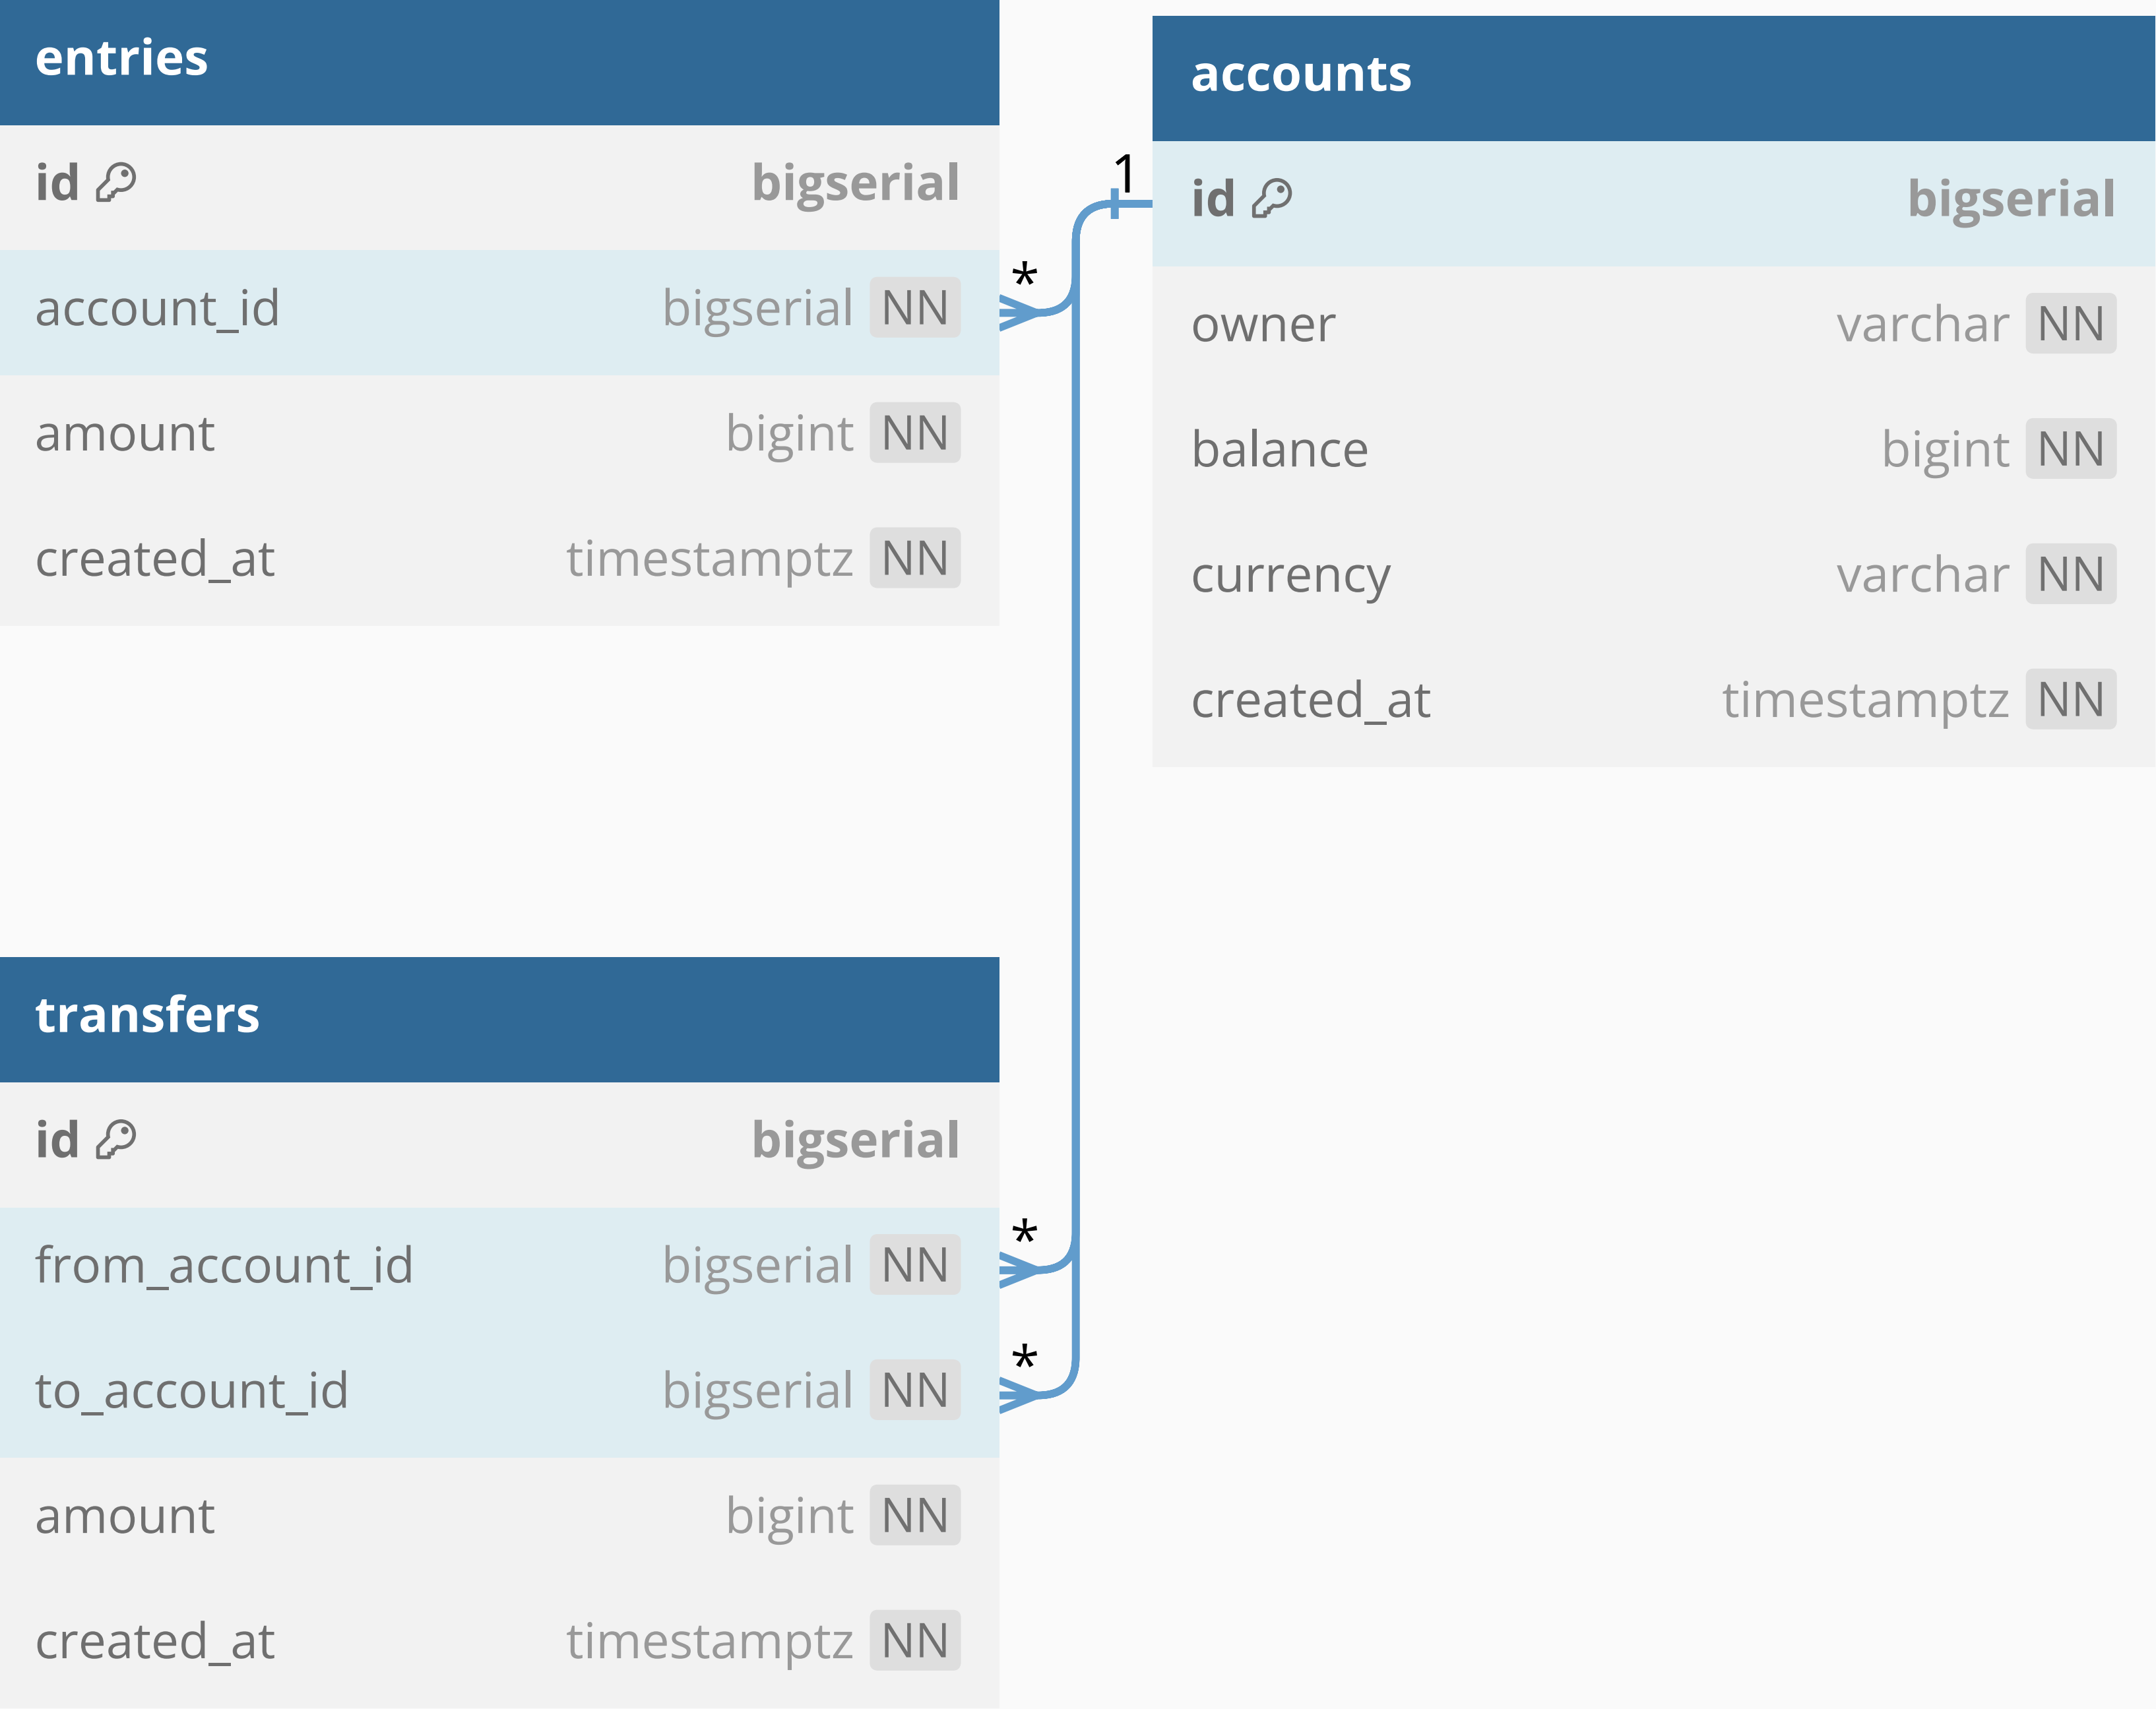 entries
id bigserial
account_id bigserial NN
amount bigint NN
created_at timestamptz NN
accounts
1
id bigserial
owner varchar NN
balance bigint NN
currency varchar NN
created_at timestamptz NN
*
transfers
id bigserial
from_account_id bigserial NN
*
to_account_id bigserial NN
*
amount bigint NN
created_at timestamptz NN